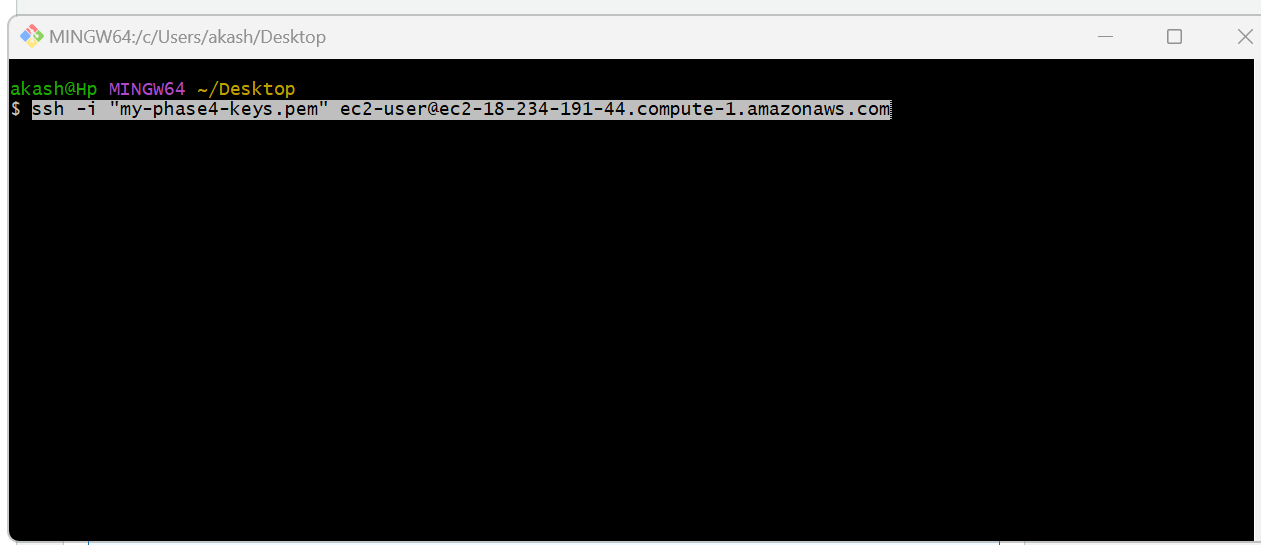 MINGW64:/c/Users/akash/Desktop
akash@Hp MINGW64 ~/Desktop
$ ssh -i "my-phase4-keys.pem" ec2-user@ec2-18-234-191-44.compute-1.amazonaws.com